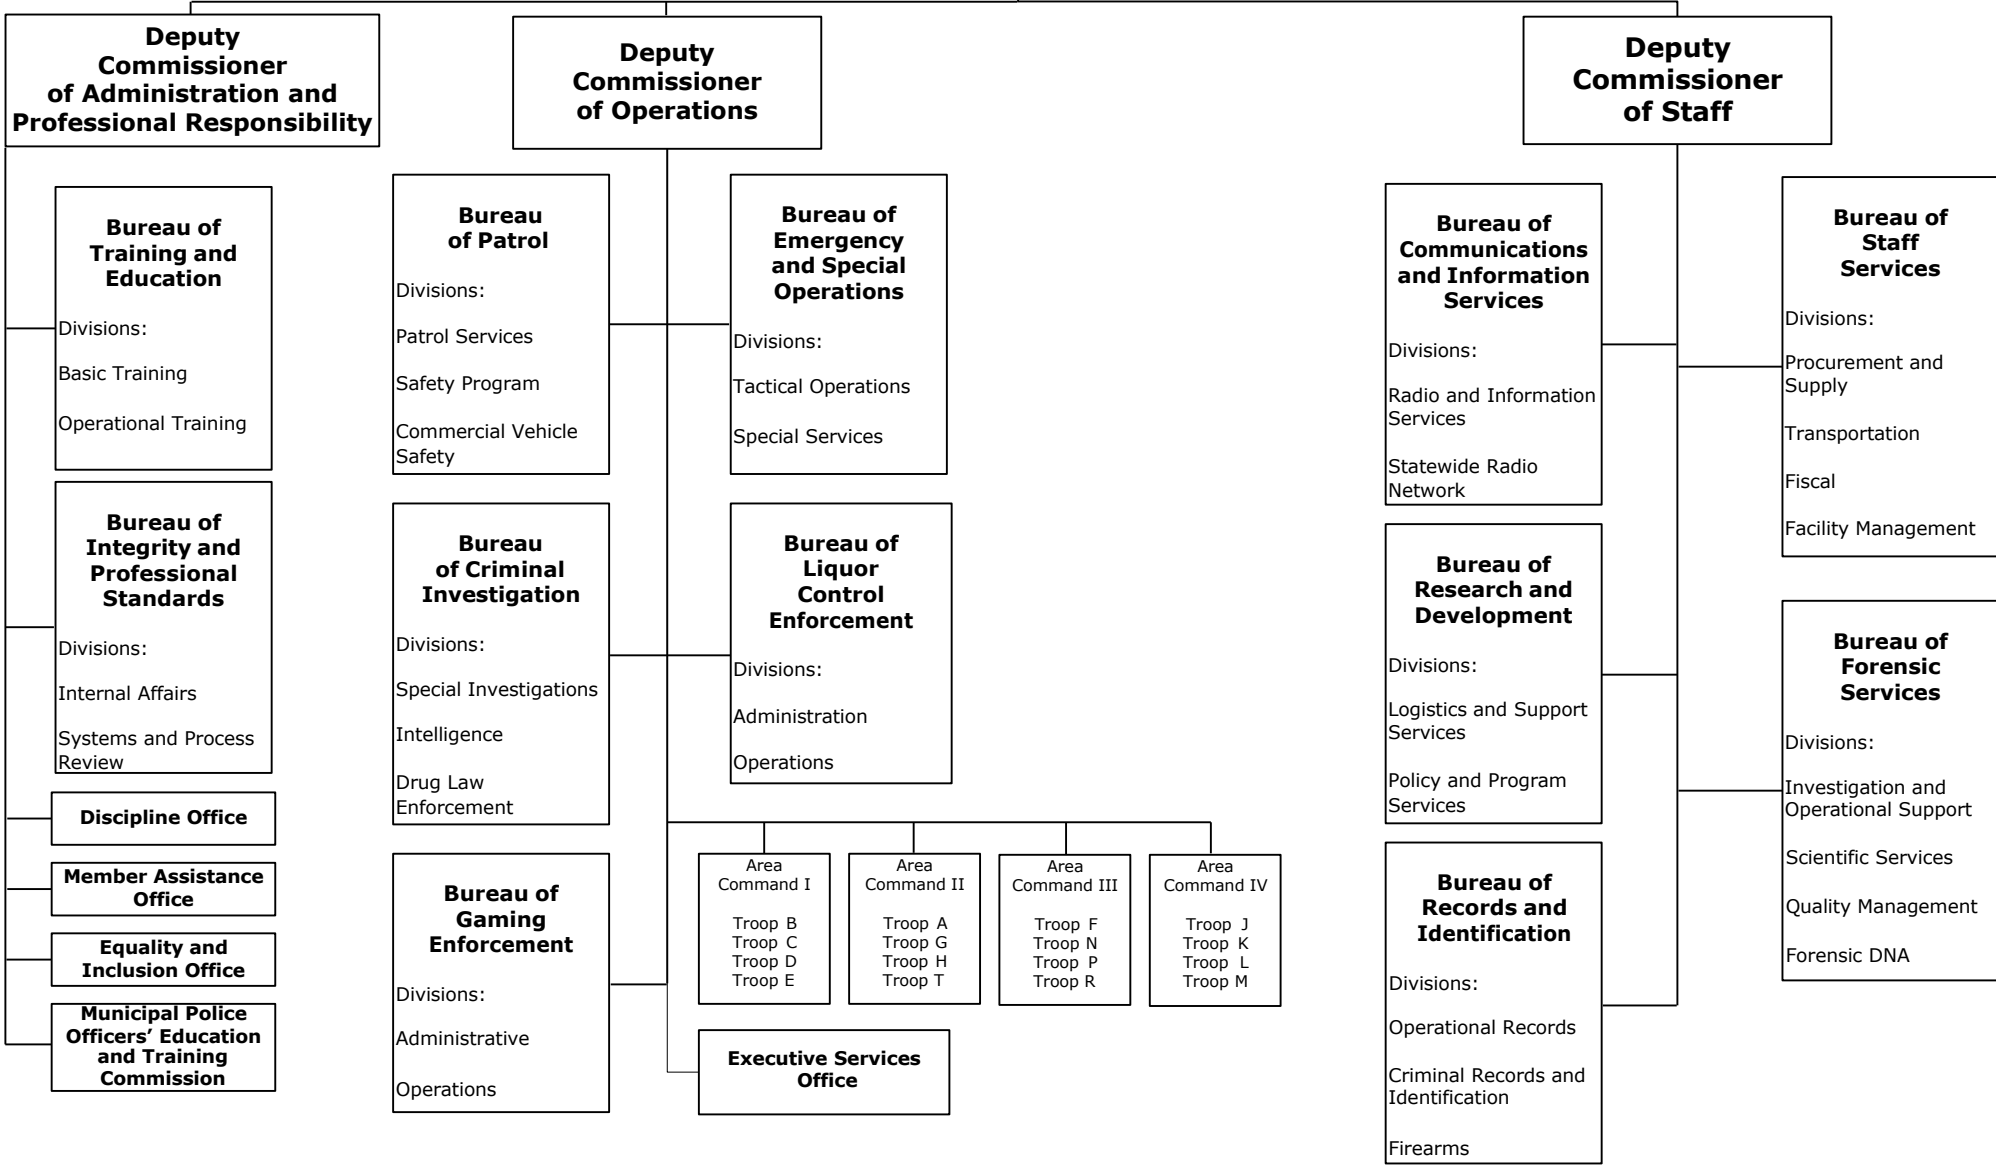 Deputy
Commissioner
of Administration and
Professional Responsibility
Bureau of
Training and
Education
Divisions:
Basic Training
Operational Training
Bureau of
Integrity and
Professional
Standards
Divisions:
Internal Affairs
Systems and Process
Review
Discipline Office
Member Assistance
Office
Equality and
Inclusion Office
Municipal Police
Officers’ Education
and Training
Commission
Deputy
Commissioner
of Operations
Bureau
of Patrol
Divisions:
Patrol Services
Safety Program
Commercial Vehicle
Safety
Bureau of
Emergency
and Special
Operations
Divisions:
Tactical Operations
Special Services
Bureau
of Criminal
Investigation
Divisions:
Special Investigations
Intelligence
Drug Law
Enforcement
Bureau of
Liquor
Control
Enforcement
Divisions:
Administration
Operations
Bureau of
Gaming
Enforcement
Divisions:
Administrative
Operations
Area
Command I
Troop B
Troop C
Troop D
Troop E
Area
Command II
Troop A
Troop G
Troop H
Troop T
Area
Command III
Troop F
Troop N
Troop P
Troop R
Area
Command IV
Troop J
Troop K
Troop L
Troop M
Executive Services
Office
Deputy
Commissioner
of Staff
Bureau of
Communications
and Information
Services
Divisions:
Radio and Information
Services
Statewide Radio
Network
Bureau of
Staff
Services
Divisions:
Procurement and
Supply
Transportation
Fiscal
Facility Management
Bureau of
Research and
Development
Divisions:
Logistics and Support
Services
Policy and Program
Services
Bureau of
Forensic
Services
Divisions:
Investigation and
Operational Support
Scientific Services
Quality Management
Forensic DNA
Bureau of
Records and
Identification
Divisions:
Operational Records
Criminal Records and
Identification
Firearms